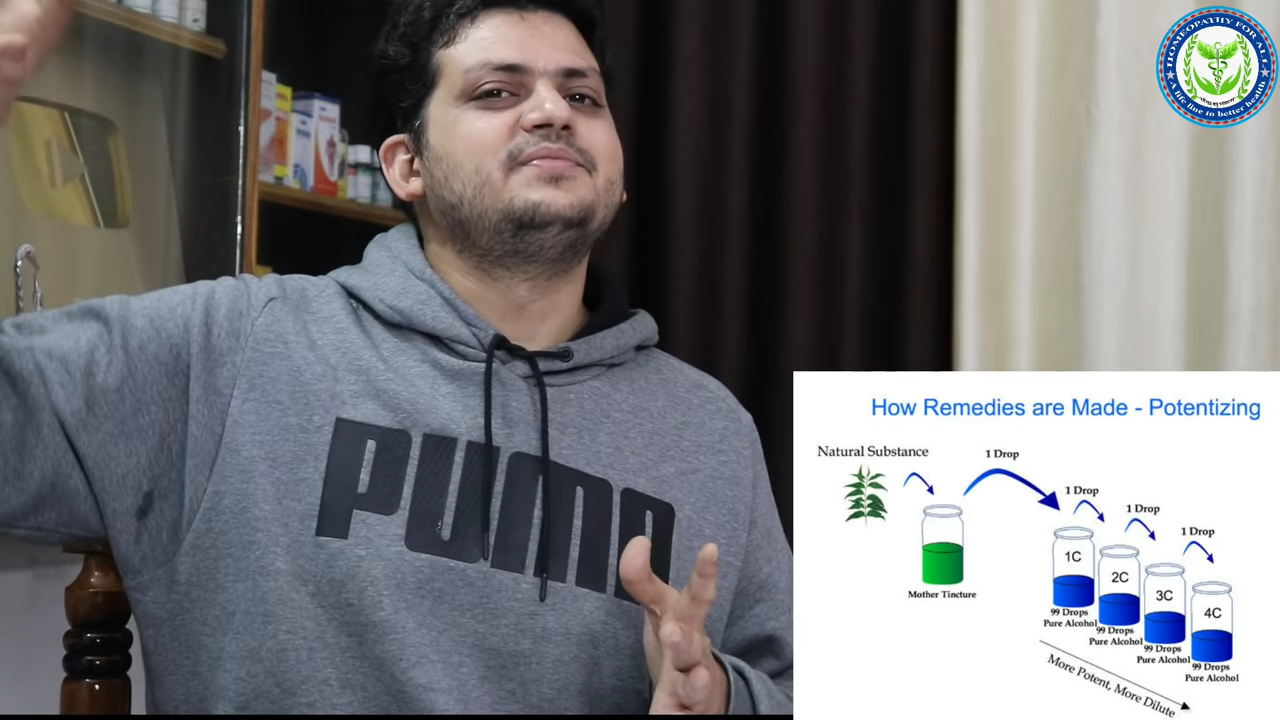 HOMEOPATHY FOR ALL
A life line to better health
PUMA
How Remedies are Made - Potentizing
Natural Substance
1 Drop
1 Drop
1 Drop
1 Drop
1C
2C
3C
4C
Mother Tincture
99 Drops
Pure Alcohol
99 Drops
Pure Alcohol
99 Drops
Pure Alcohol
99 Drops
Pure Alcohol
More Potent, More Dilute